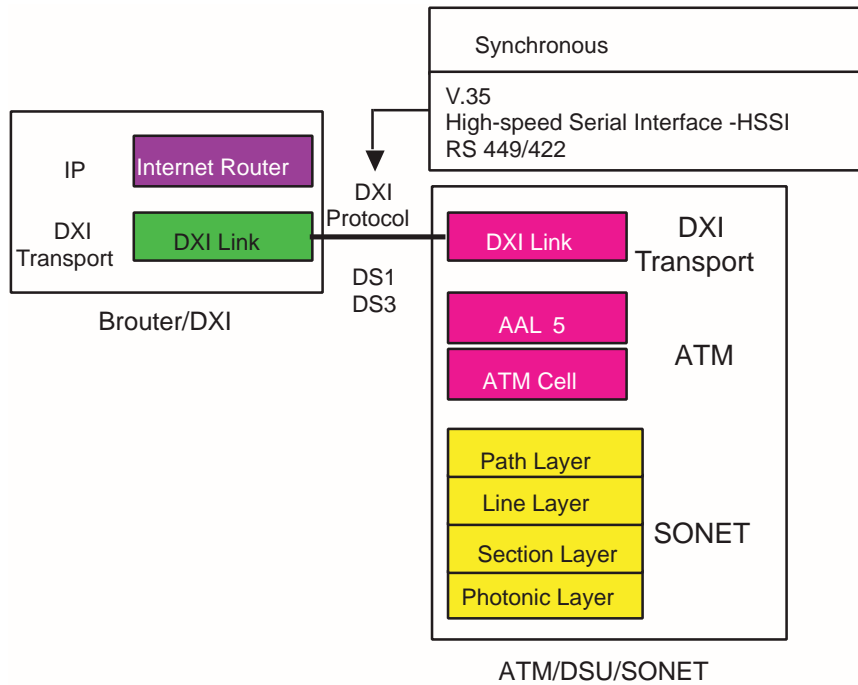 Synchronous
V.35
High-speed Serial Interface -HSSI
RS 449/422
IP
Internet Router
DXI
Transport
DXI Link
Brouter/DXI
DXI
Protocol
DS1
DS3
DXI Link
DXI
Transport
AAL 5
ATM Cell
ATM
Path Layer
Line Layer
Section Layer
Photonic Layer
SONET
ATM/DSU/SONET